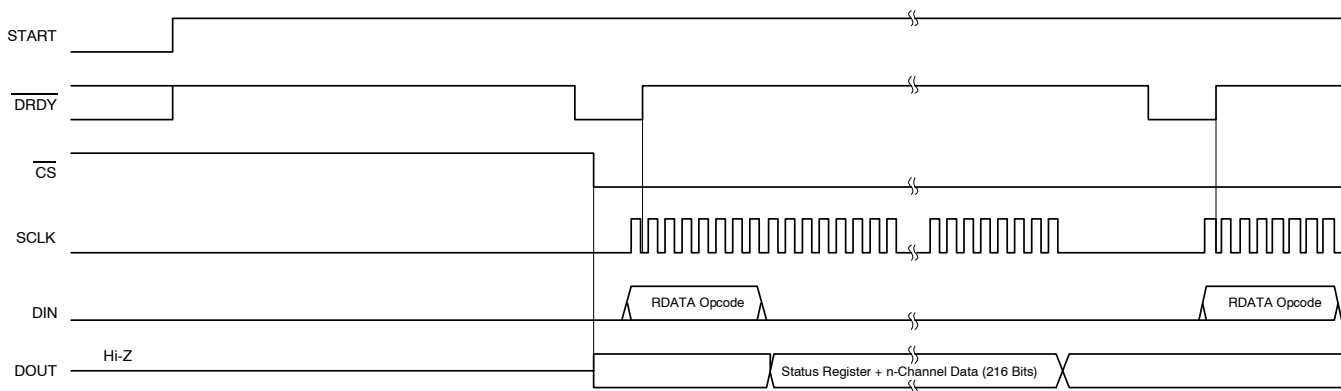 START
DRDY
CS
SCLK
DIN
RDATA Opcode
RDATA Opcode
Hi-Z
DOUT
Status Register + n-Channel Data (216 Bits)